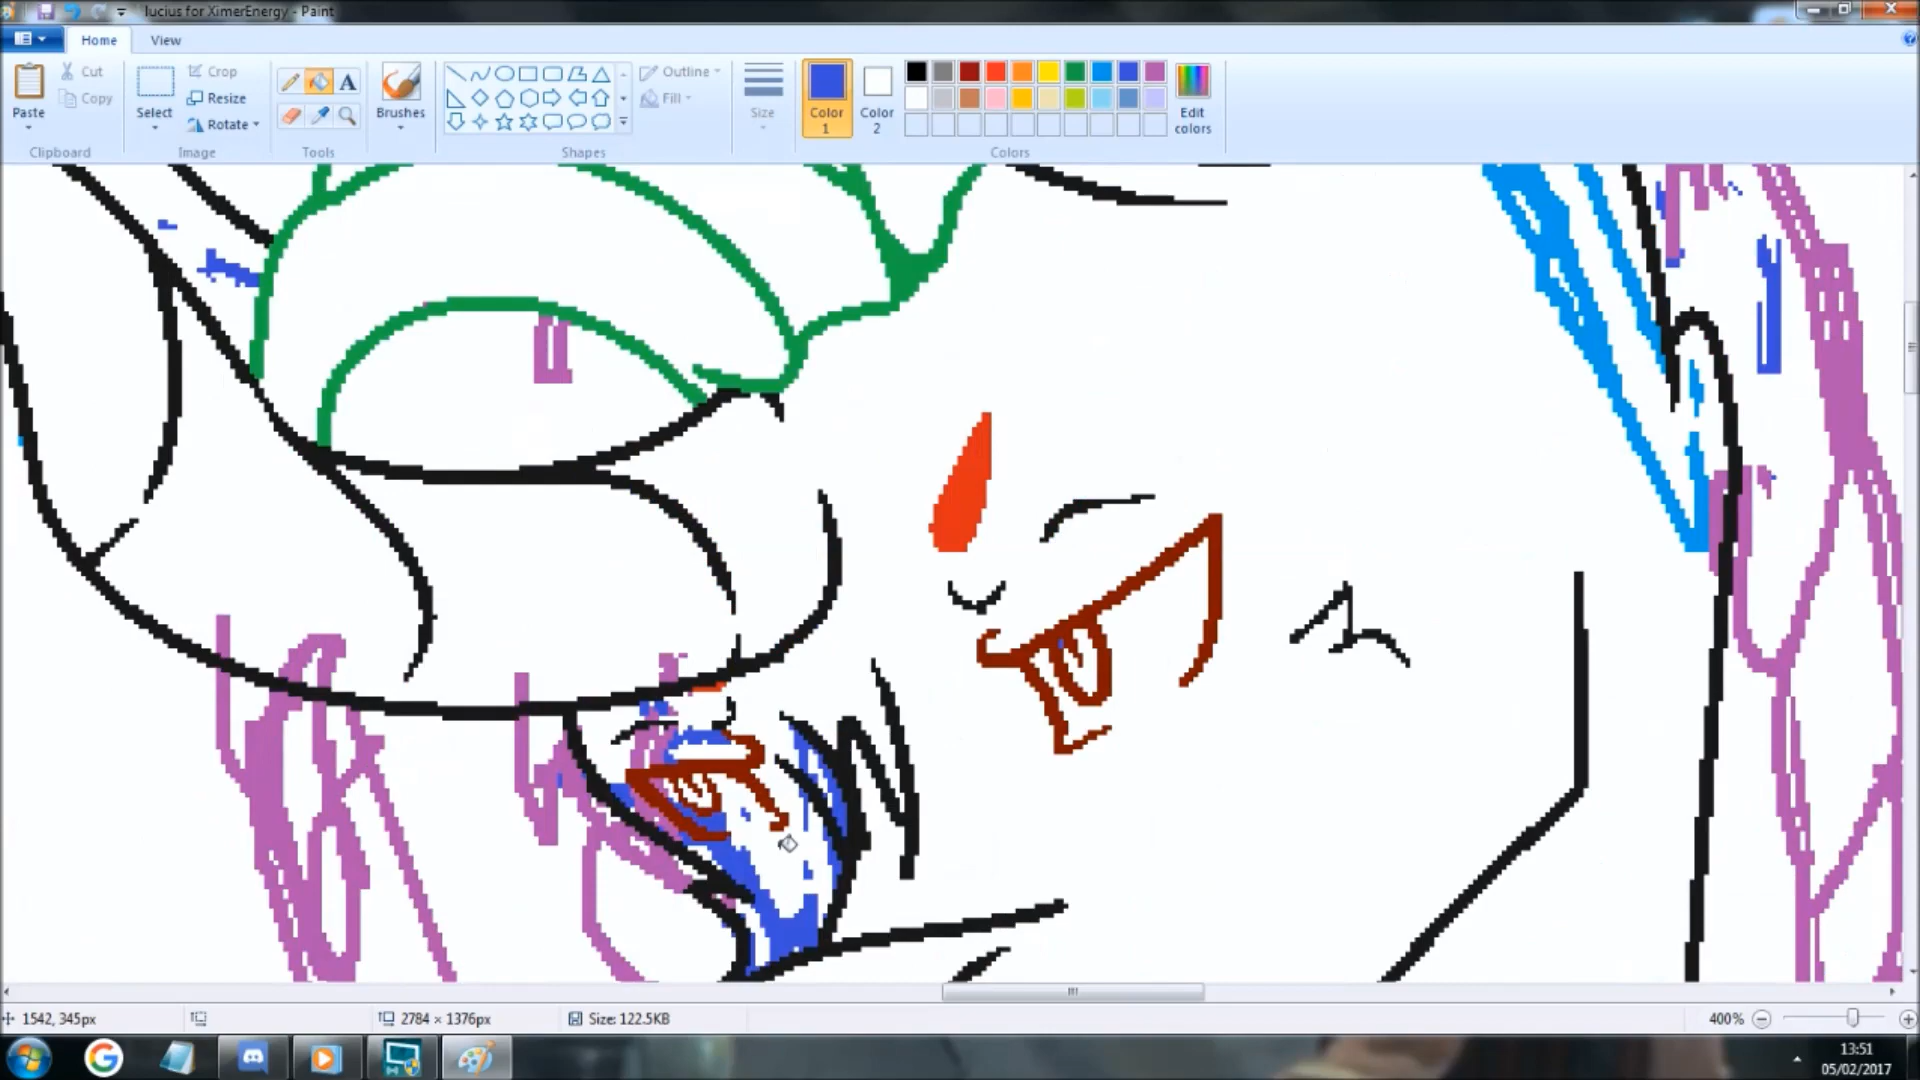 lucius for XimerEnergy - Paint
Home View
Paste
Cut
Copy
Clipboard
Select
Crop
Resize
Rotate
Image
A
Tools
Brushes
Outline
Fill
Shapes
Size
Color 1
Color 2
Edit colors
Colors
1542, 345px
2784 × 1376px
Size: 122.5KB
400%
G
13:51
05/02/2017